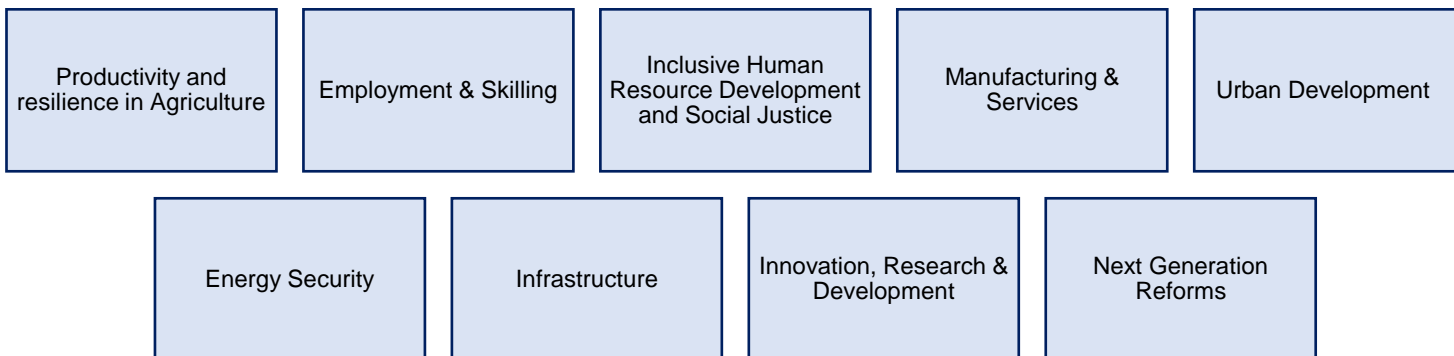 Productivity and
resilience in Agriculture
Employment & Skilling
Inclusive Human
Resource Development
and Social Justice
Manufacturing &
Services
Urban Development
Energy Security
Infrastructure
Innovation, Research &
Development
Next Generation
Reforms